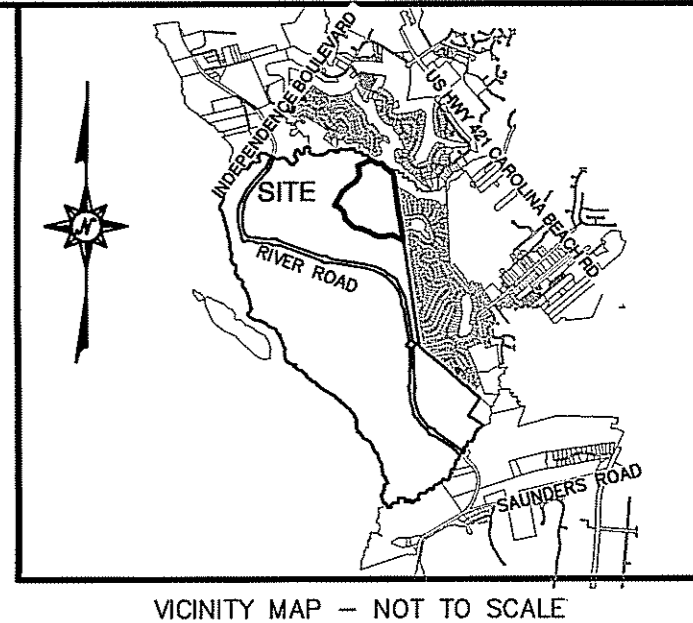 INDEPENDENCE BOULEVARD
US HWY 421 CAROLINA BEACH RD
SITE
N
RIVER ROAD
SAUNDERS ROAD
VICINITY MAP – NOT TO SCALE